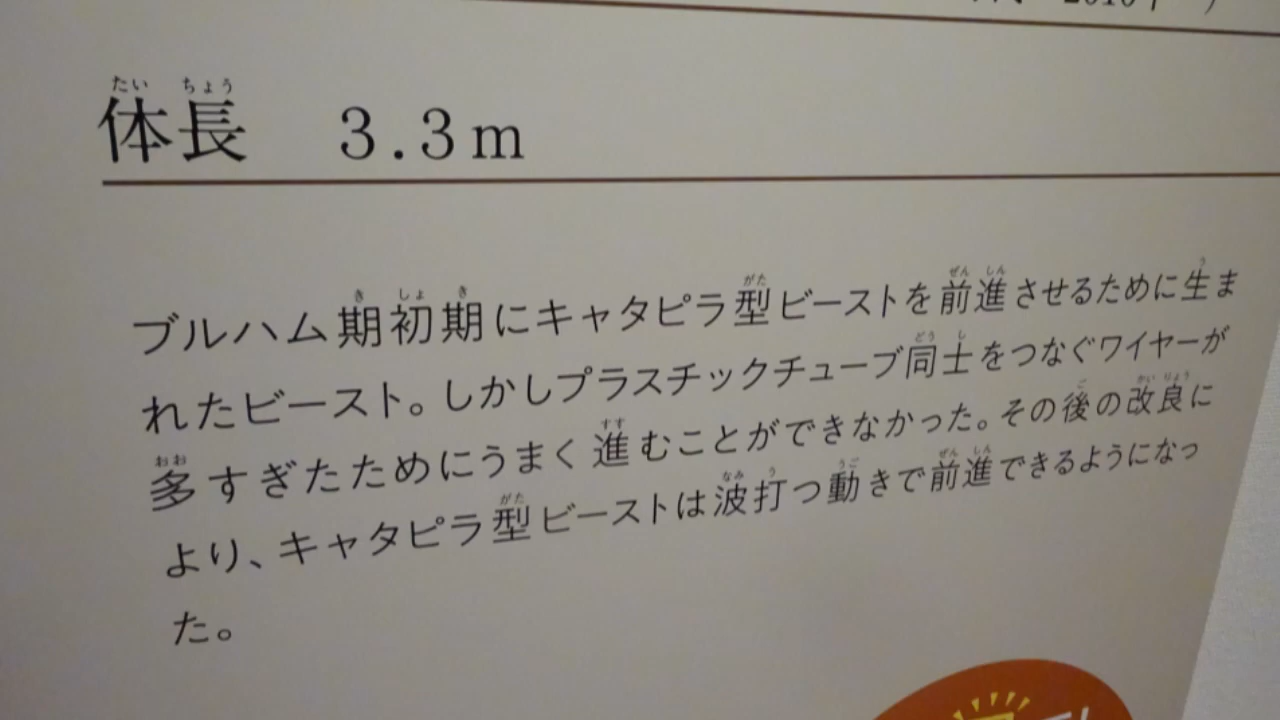 体長 3.3m
ブルハム期初期にキャタピラ型ビーストを前進させるために生ま
れたビースト。しかしプラスチックチューブ同士をつなぐワイヤーが
多すぎたためにうまく進むことができなかった。その後の改良に
より、キャタピラ型ビーストは波打つ動きで前進できるようになっ
た。